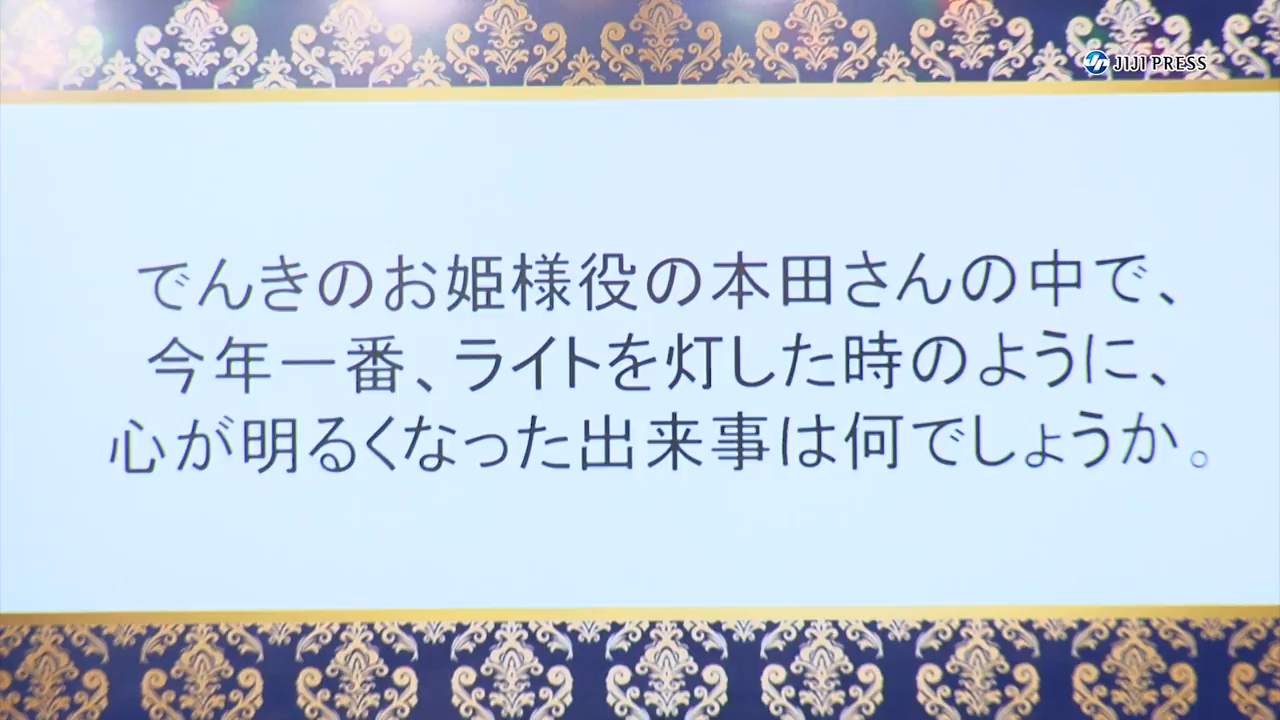 JIJI PRESS
でんきのお姫様役の本田さんの中で、
今年一番、ライトを灯した時のように、
心が明るくなった出来事は何でしょうか。